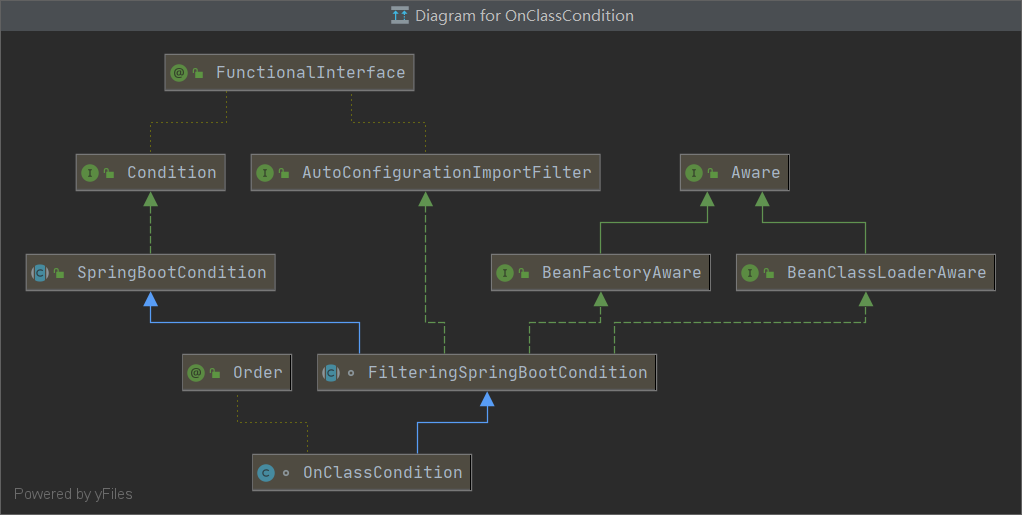 Diagram for OnClassCondition
@ FunctionalInterface
I Condition
I AutoConfigurationImportFilter
I Aware
C SpringBootCondition
I BeanFactoryAware
I BeanClassLoaderAware
@ Order
C FilteringSpringBootCondition
C OnClassCondition
Powered by yFiles